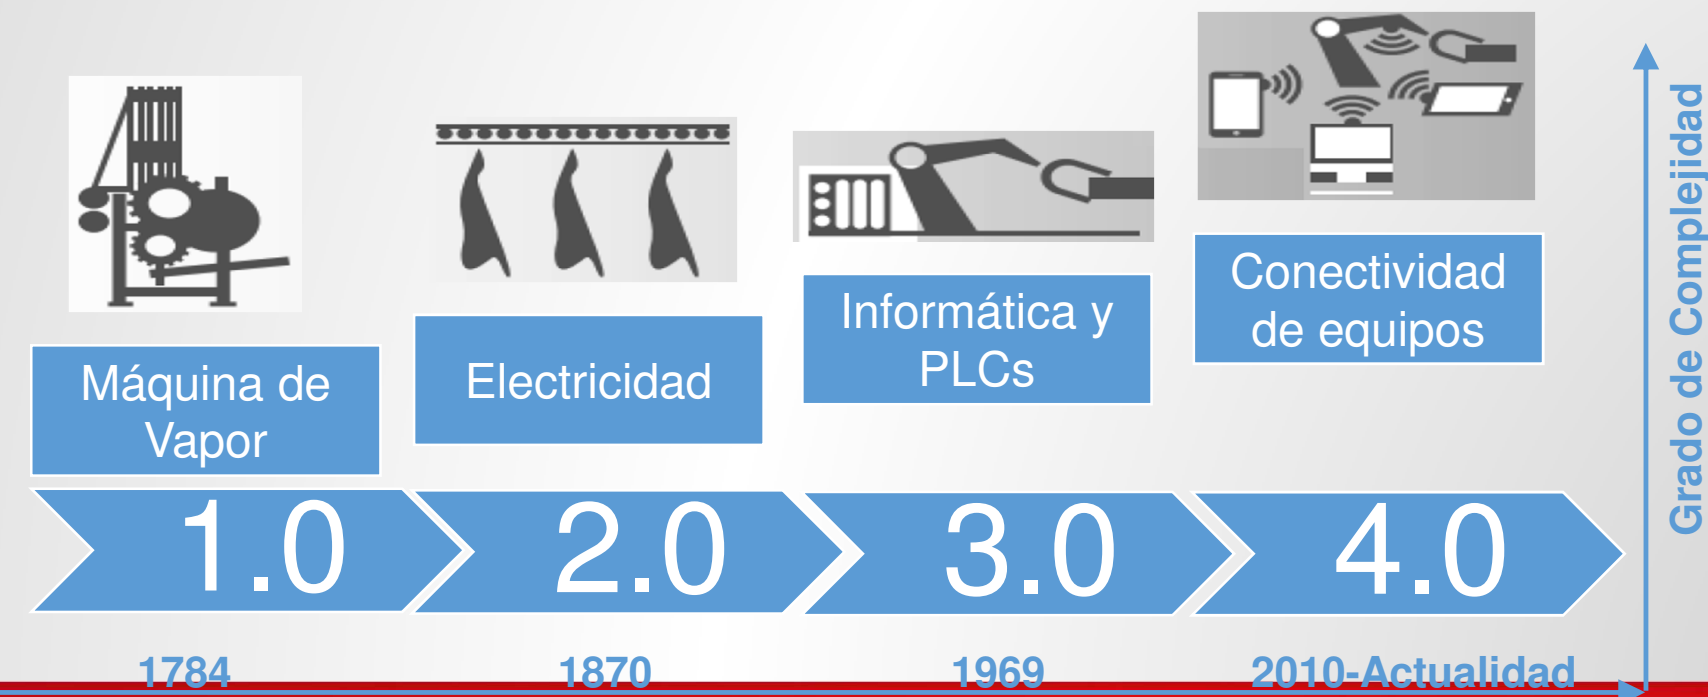 Máquina de
Vapor
Electricidad
Informática y
PLCs
Conectividad
de equipos
1.0
2.0
3.0
4.0
1784
1870
1969
2010-Actualidad
Grado de Complejidad